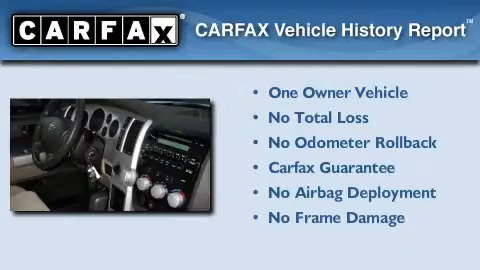 CARFAX®
CARFAX Vehicle History Report™
• One Owner Vehicle
• No Total Loss
• No Odometer Rollback
• Carfax Guarantee
• No Airbag Deployment
• No Frame Damage